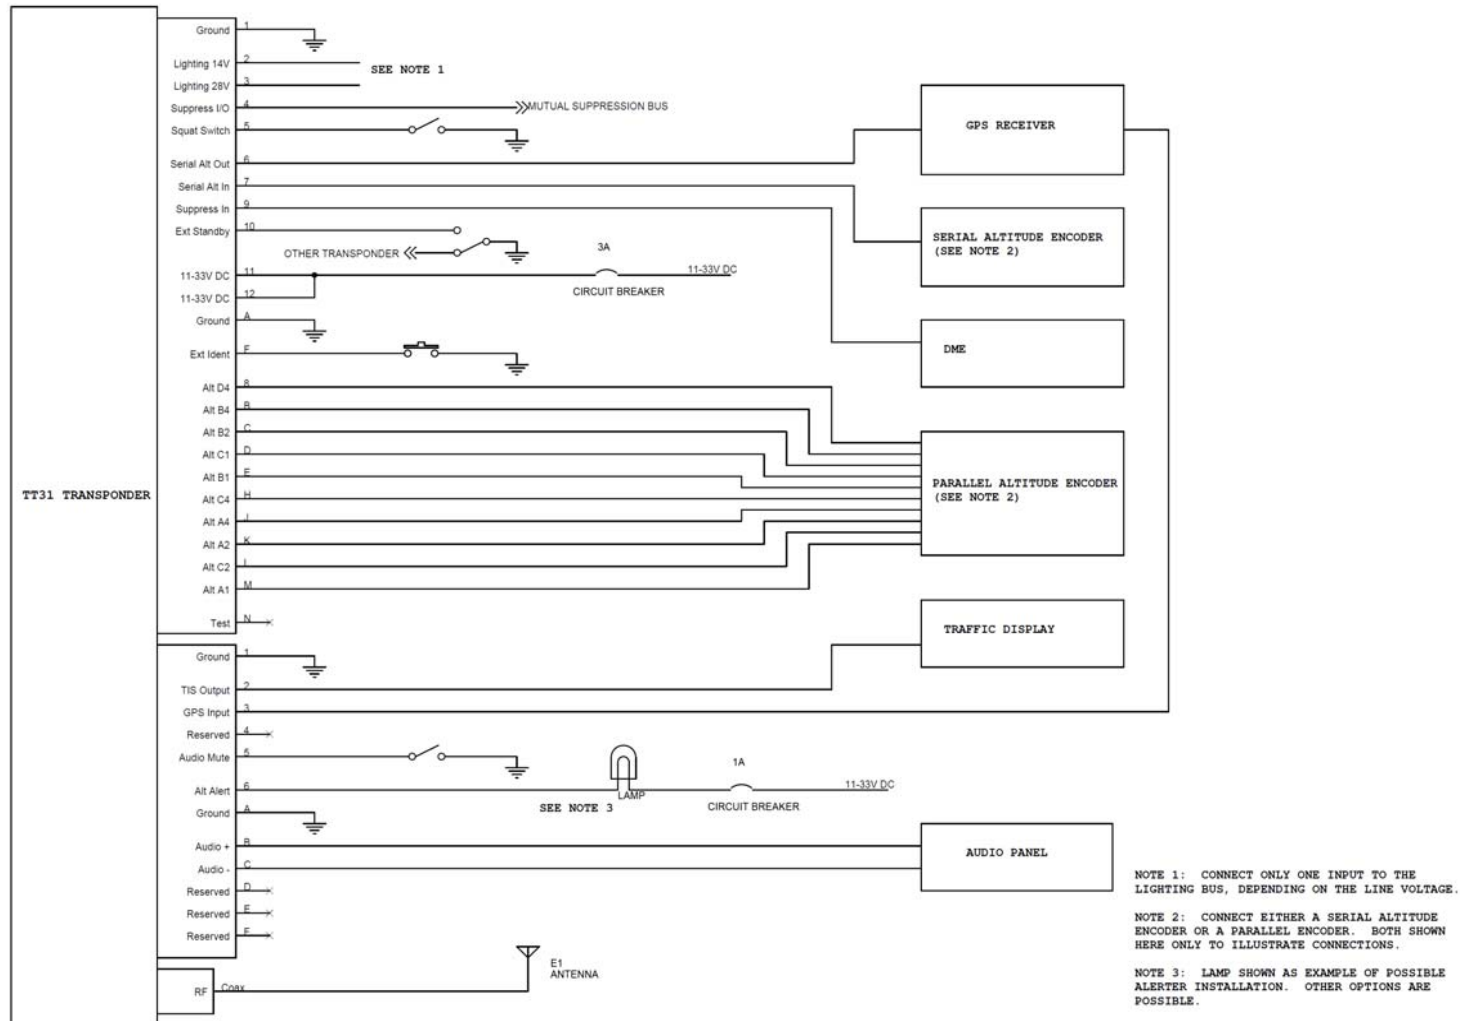 TT31 TRANSPONDER
Ground 1
Lighting 14V 2
SEE NOTE 1
Lighting 28V 3
Suppress I/O 4
MUTUAL SUPPRESSION BUS
Squat Switch 5
GPS RECEIVER
Serial Alt Out 6
Serial Alt In 7
Suppress In 9
Ext Standby 10
SERIAL ALTITUDE ENCODER
(SEE NOTE 2)
OTHER TRANSPONDER
3A
11-33V DC 11
11-33V DC
CIRCUIT BREAKER
11-33V DC 12
Ground A
DME
Ext Ident F
Alt D4 8
Alt B4 B
Alt B2 C
Alt C1 D
Alt B1 E
Alt C4 H
PARALLEL ALTITUDE ENCODER
(SEE NOTE 2)
Alt A4 J
Alt A2 K
Alt C2 L
Alt A1 M
Test N
TRAFFIC DISPLAY
Ground 1
TIS Output 2
GPS Input 3
Reserved 4
Audio Mute 5
Alt Alert 6
SEE NOTE 3
LAMP
1A
CIRCUIT BREAKER
11-33V DC
Ground A
Audio + B
Audio - C
AUDIO PANEL
Reserved D
Reserved E
Reserved F
RF Coax
E1
ANTENNA
NOTE 1: CONNECT ONLY ONE INPUT TO THE
LIGHTING BUS, DEPENDING ON THE LINE VOLTAGE.
NOTE 2: CONNECT EITHER A SERIAL ALTITUDE
ENCODER OR A PARALLEL ENCODER. BOTH SHOWN
HERE ONLY TO ILLUSTRATE CONNECTIONS.
NOTE 3: LAMP SHOWN AS EXAMPLE OF POSSIBLE
ALERTER INSTALLATION. OTHER OPTIONS ARE
POSSIBLE.